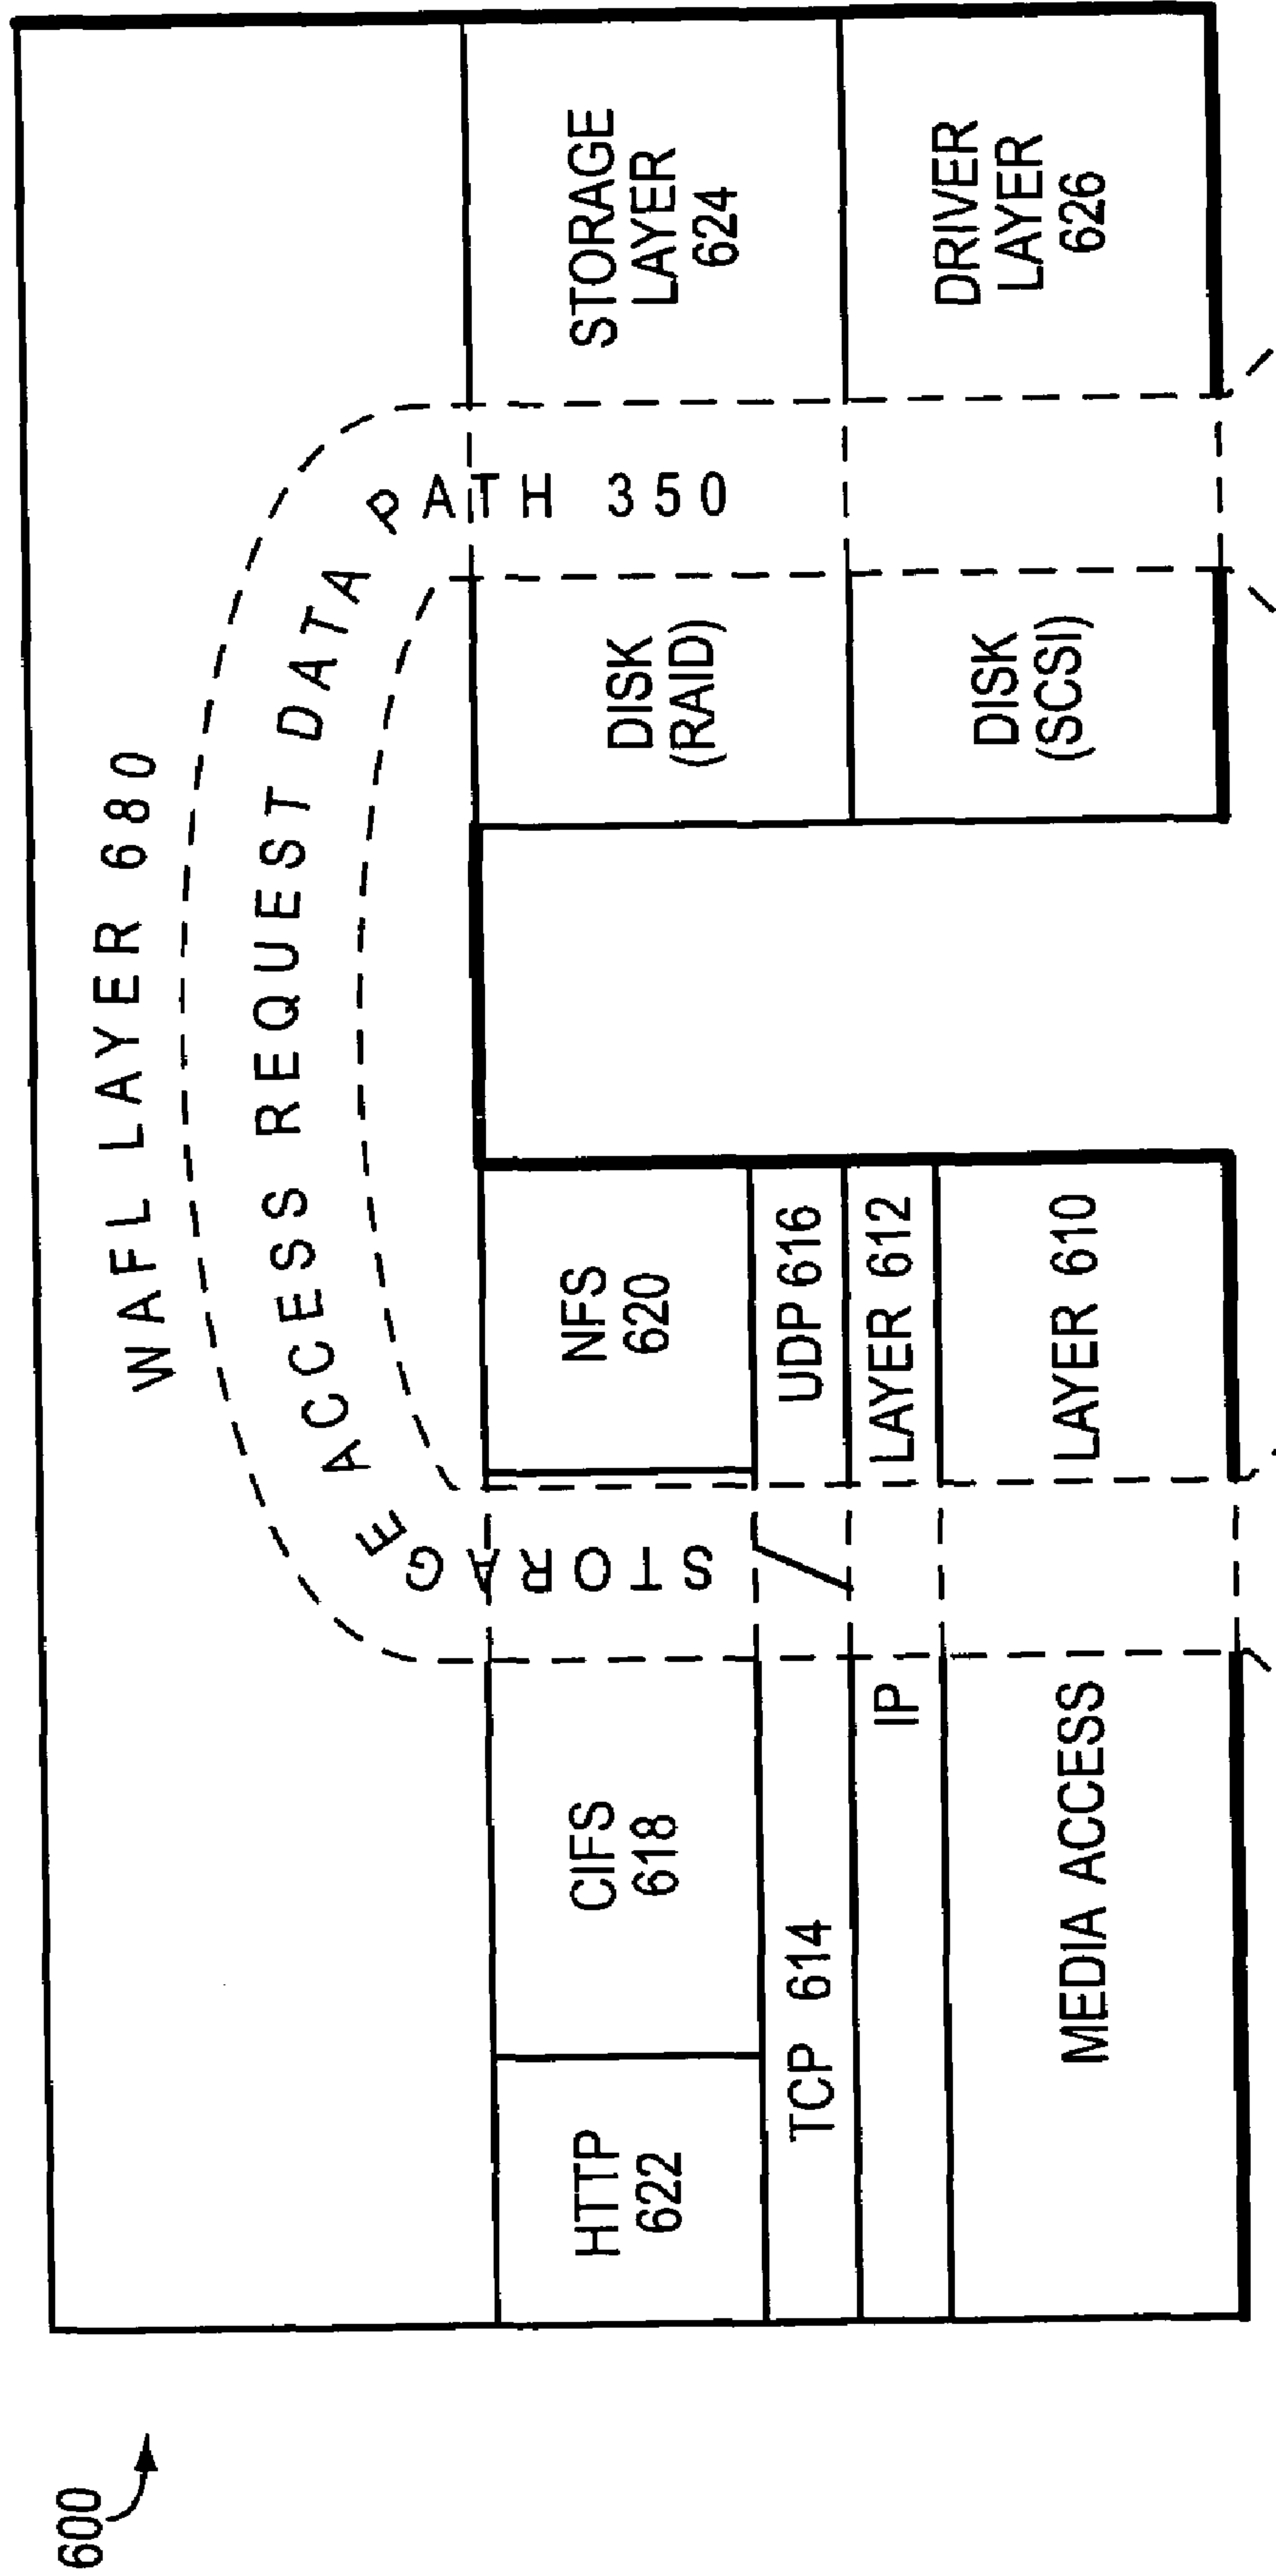 600
WAFL LAYER 680
STORAGE ACCESS REQUEST DATA PATH 350
HTTP
622
CIFS
618
NFS
620
TCP 614
UDP 616
IP
LAYER 612
MEDIA ACCESS
LAYER 610
DISK
(RAID)
STORAGE
LAYER
624
DISK
(SCSI)
DRIVER
LAYER
626